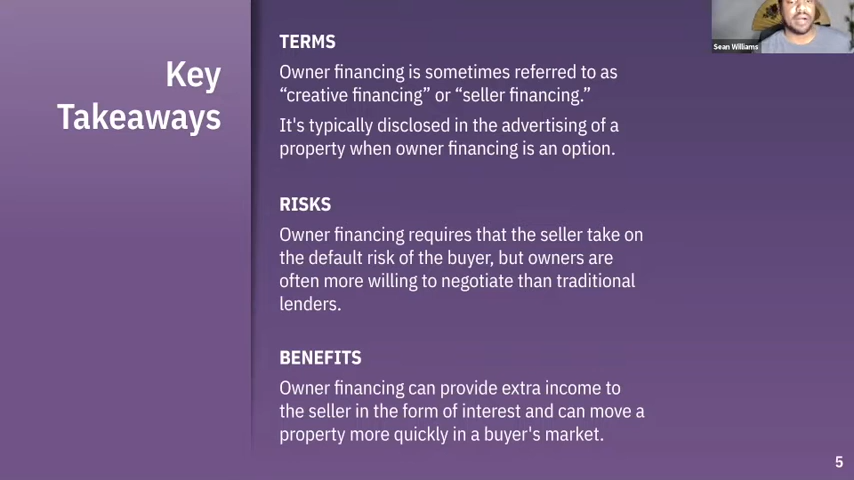 Key
Takeaways
TERMS
Owner financing is sometimes referred to as
“creative financing” or “seller financing.”
It's typically disclosed in the advertising of a
property when owner financing is an option.
RISKS
Owner financing requires that the seller take on
the default risk of the buyer, but owners are
often more willing to negotiate than traditional
lenders.
BENEFITS
Owner financing can provide extra income to
the seller in the form of interest and can move a
property more quickly in a buyer's market.
Sean Williams
5